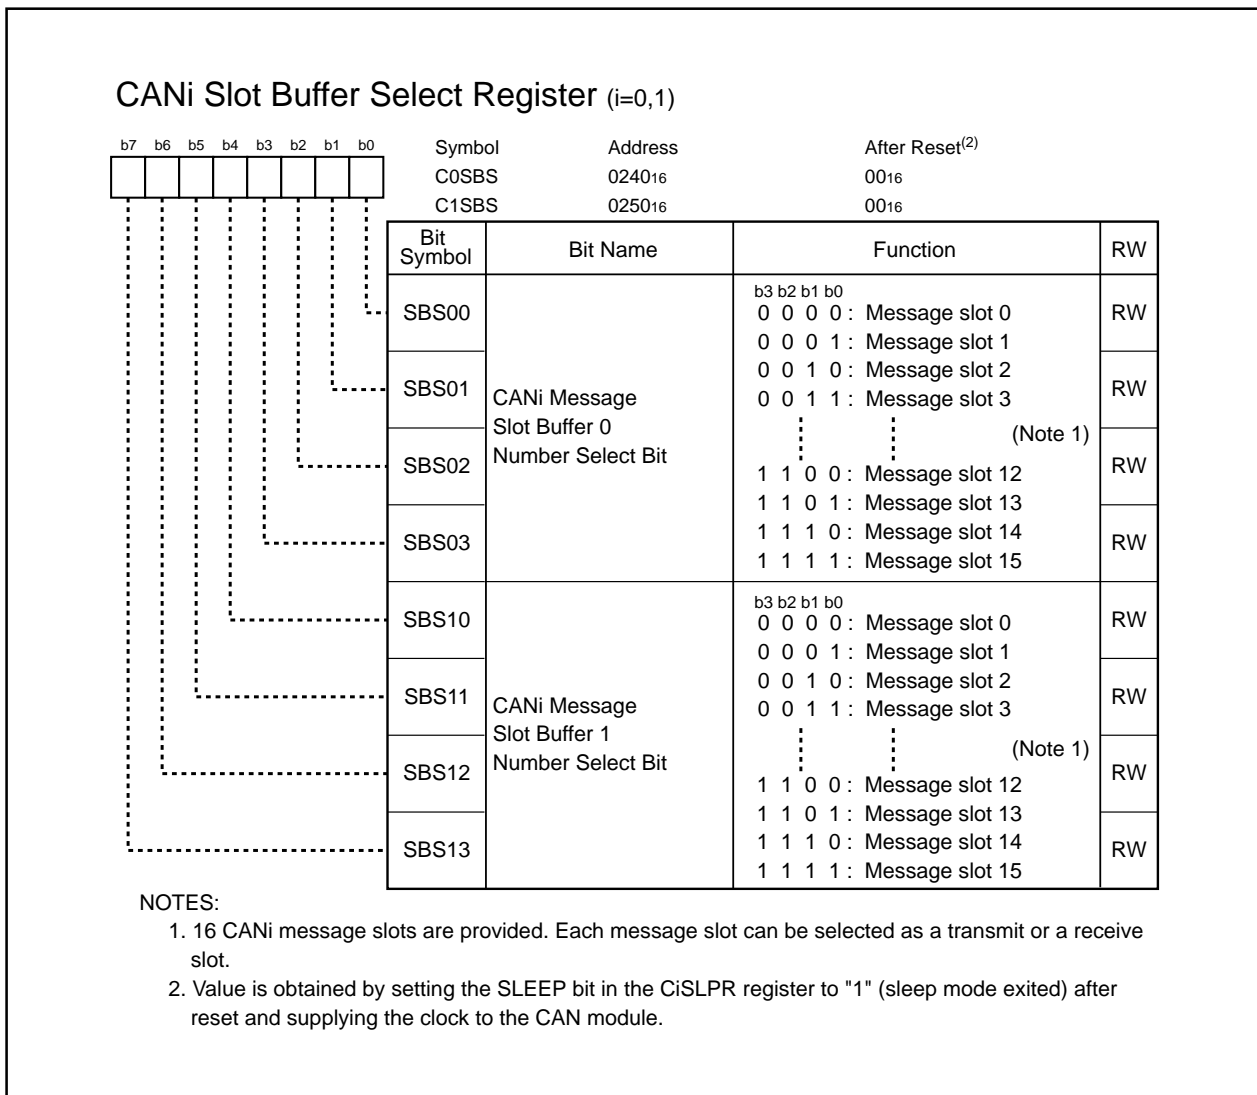 CANi Slot Buffer Select Register (i=0,1)
b7 b6 b5 b4 b3 b2 b1 b0
Symbol Address After Reset(2)
C0SBS 024016 0016
C1SBS 025016 0016
Bit Symbol Bit Name Function RW
SBS00 RW
SBS01 RW
SBS02 RW
SBS03 RW
CANi Message
Slot Buffer 0
Number Select Bit
b3 b2 b1 b0
0 0 0 0 : Message slot 0
0 0 0 1 : Message slot 1
0 0 1 0 : Message slot 2
0 0 1 1 : Message slot 3
(Note 1)
1 1 0 0 : Message slot 12
1 1 0 1 : Message slot 13
1 1 1 0 : Message slot 14
1 1 1 1 : Message slot 15
SBS10 RW
SBS11 RW
SBS12 RW
SBS13 RW
CANi Message
Slot Buffer 1
Number Select Bit
b3 b2 b1 b0
0 0 0 0 : Message slot 0
0 0 0 1 : Message slot 1
0 0 1 0 : Message slot 2
0 0 1 1 : Message slot 3
(Note 1)
1 1 0 0 : Message slot 12
1 1 0 1 : Message slot 13
1 1 1 0 : Message slot 14
1 1 1 1 : Message slot 15
NOTES:
1. 16 CANi message slots are provided. Each message slot can be selected as a transmit or a receive
slot.
2. Value is obtained by setting the SLEEP bit in the CiSLPR register to "1" (sleep mode exited) after
reset and supplying the clock to the CAN module.